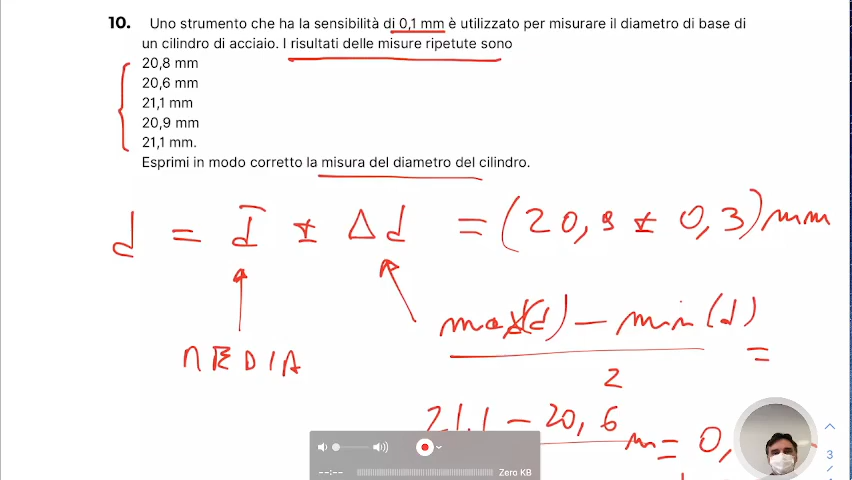 10. Uno strumento che ha la sensibilità di 0,1 mm è utilizzato per misurare il diametro di base di
un cilindro di acciaio. I risultati delle misure ripetute sono
20,8 mm
20,6 mm
21,1 mm
20,9 mm
21,1 mm.
Esprimi in modo corretto la misura del diametro del cilindro.
d = d̅ ± Δd = (20,9 ± 0,3) mm
max(d) - min(d)
=
MEDIA
2
21,1 - 20,6
m = 0,
3
/
--:--
Zero KB